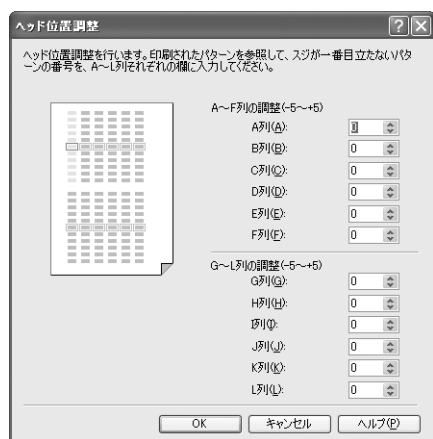 ヘッド位置調整
ヘッド位置調整を行います。印刷されたパターンを参照して、スジが一番目立たないパタ
ーンの番号を、A～L列それぞれの欄に入力してください。
A～F列の調整(-5～+5)
A列(A): 0
B列(B): 0
C列(C): 0
D列(D): 0
E列(E): 0
F列(F): 0
G～L列の調整(-5～+5)
G列(G): 0
H列(H): 0
I列(I): 0
J列(J): 0
K列(K): 0
L列(L): 0
OK キャンセル ヘルプ(P)